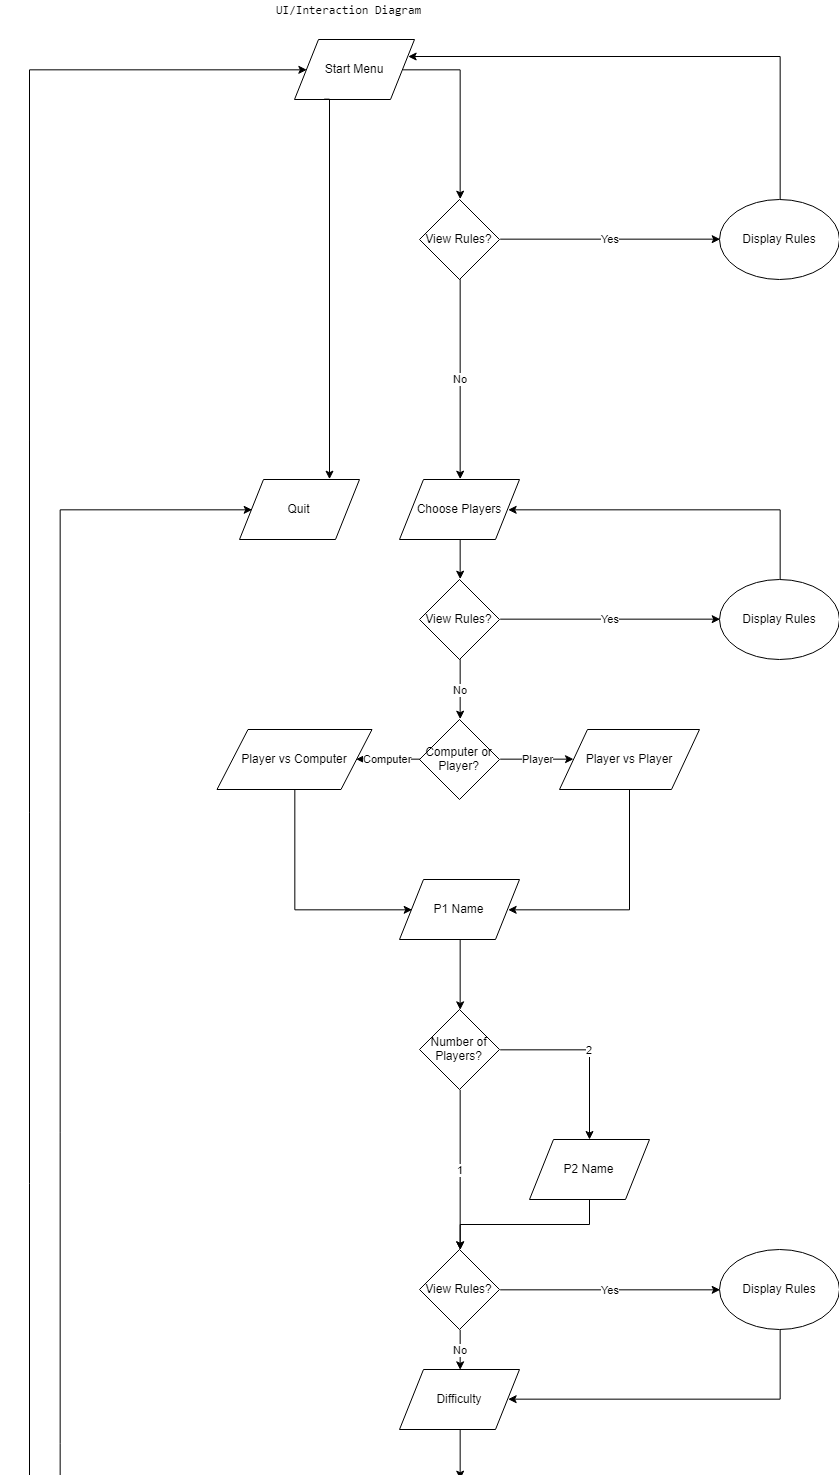 UI/Interaction Diagram
Start Menu
View Rules?
Yes
Display Rules
No
Quit
Choose Players
View Rules?
Yes
Display Rules
No
Player vs Computer
Computer
Computer or
Player?
Player
Player vs Player
P1 Name
Number of
Players?
2
1
P2 Name
View Rules?
Yes
Display Rules
No
Difficulty